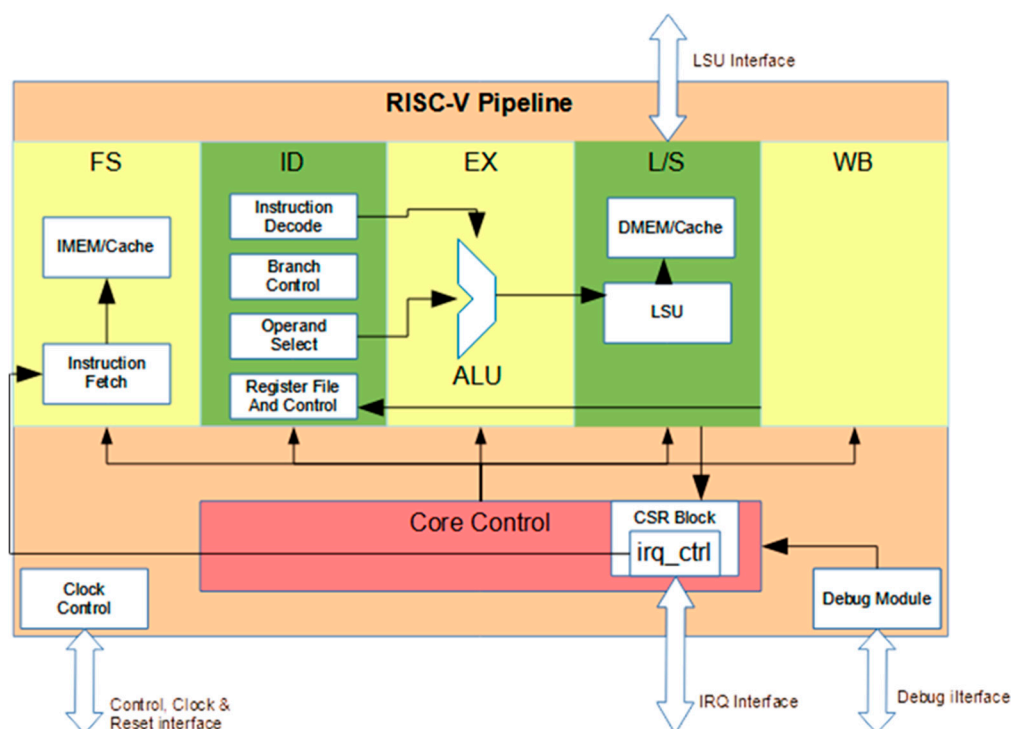 LSU Interface
RISC-V Pipeline
FS
ID
EX
L/S
WB
IMEM/Cache
Instruction
Fetch
Instruction
Decode
Branch
Control
Operand
Select
Register File
And Control
ALU
DMEM/Cache
LSU
Core Control
CSR Block
irq_ctrl
Clock
Control
Debug Module
Control, Clock &
Reset interface
IRQ Interface
Debug ilterface